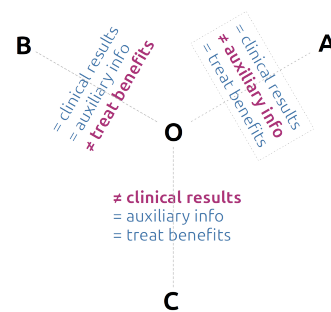 B
= clinical results
= auxiliary info
≠ treat benefits
A
= clinical results
≠ auxiliary info
= treat benefits
O
≠ clinical results
= auxiliary info
= treat benefits
C